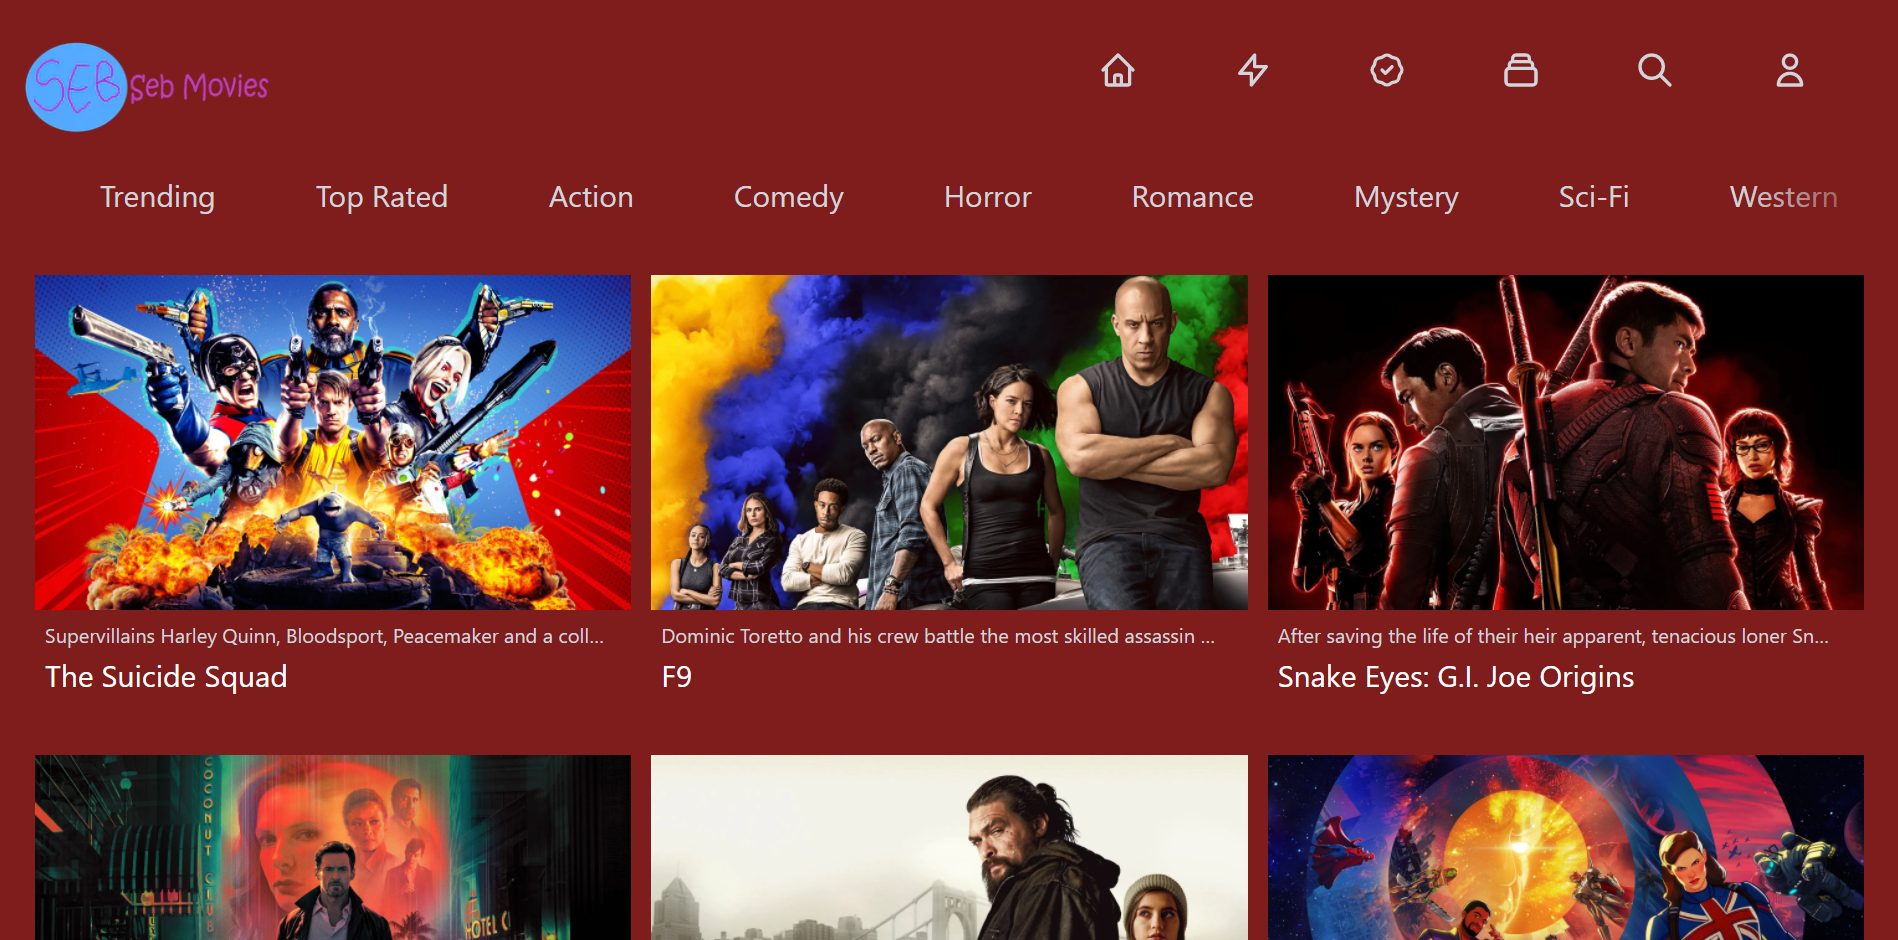 SEB Seb Movies
Trending Top Rated Action Comedy Horror Romance Mystery Sci-Fi Western
Supervillains Harley Quinn, Bloodsport, Peacemaker and a coll...
The Suicide Squad
Dominic Toretto and his crew battle the most skilled assassin ...
F9
After saving the life of their heir apparent, tenacious loner Sn...
Snake Eyes: G.I. Joe Origins
COCONUT CLUB
HOTEL C